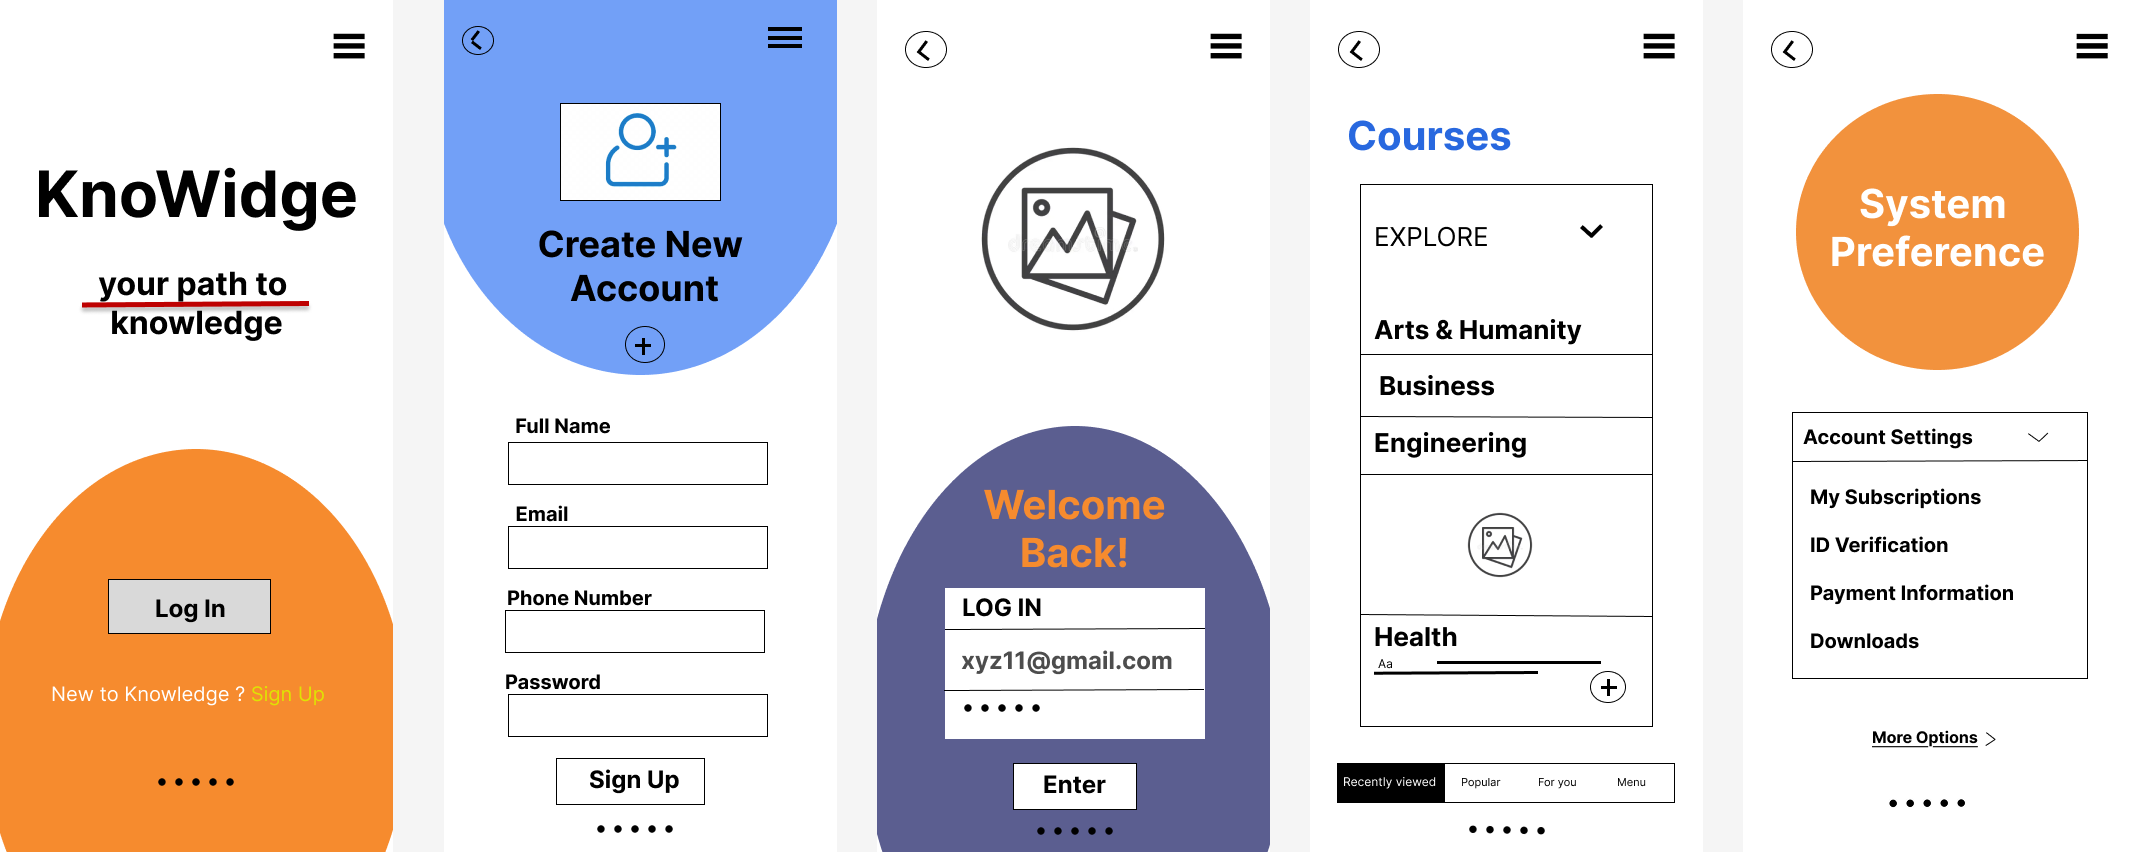 KnoWidge
your path to
knowledge
Log In
New to Knowledge ? Sign Up
Create New
Account
Full Name
Email
Phone Number
Password
Sign Up
Welcome
Back!
LOG IN
xyz11@gmail.com
Enter
Courses
EXPLORE
Arts & Humanity
Business
Engineering
Health
Aa
Recently viewed Popular For you Menu
System
Preference
Account Settings
My Subscriptions
ID Verification
Payment Information
Downloads
More Options